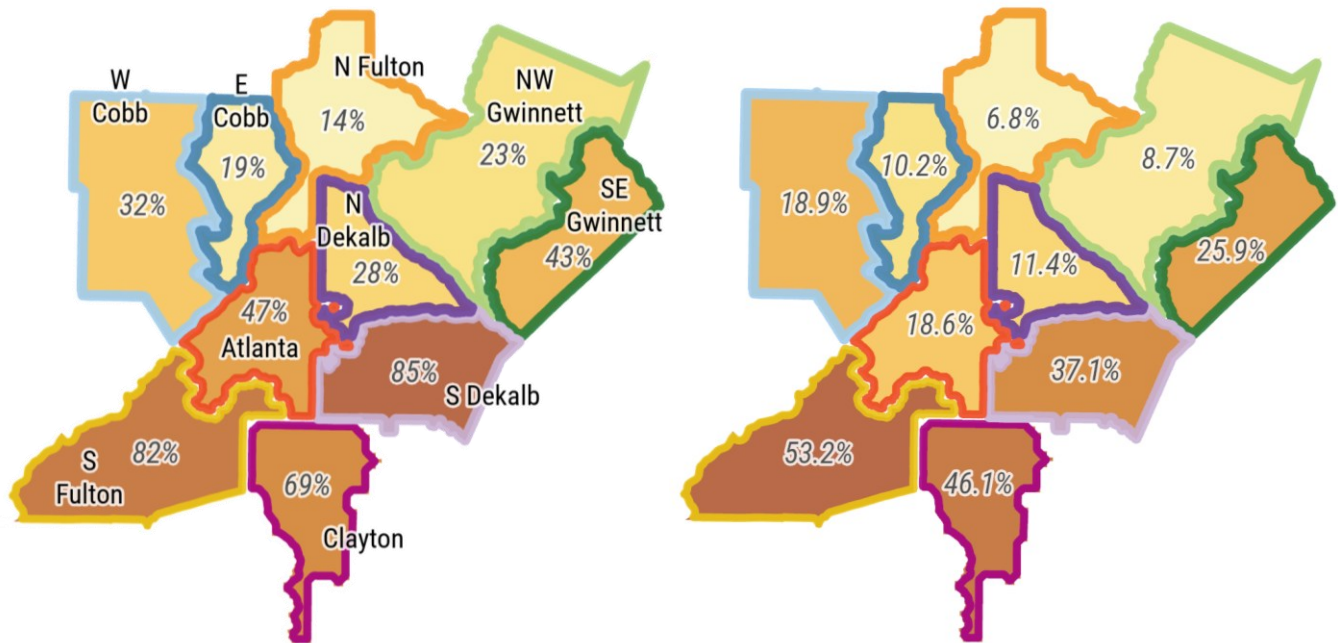 W
Cobb
E
Cobb
N Fulton
NW
Gwinnett
14%
23%
19%
32%
SE
Gwinnett
43%
N
Dekalb
28%
47%
Atlanta
85%
S Dekalb
82%
S
Fulton
69%
Clayton
6.8%
8.7%
10.2%
18.9%
25.9%
11.4%
18.6%
37.1%
53.2%
46.1%